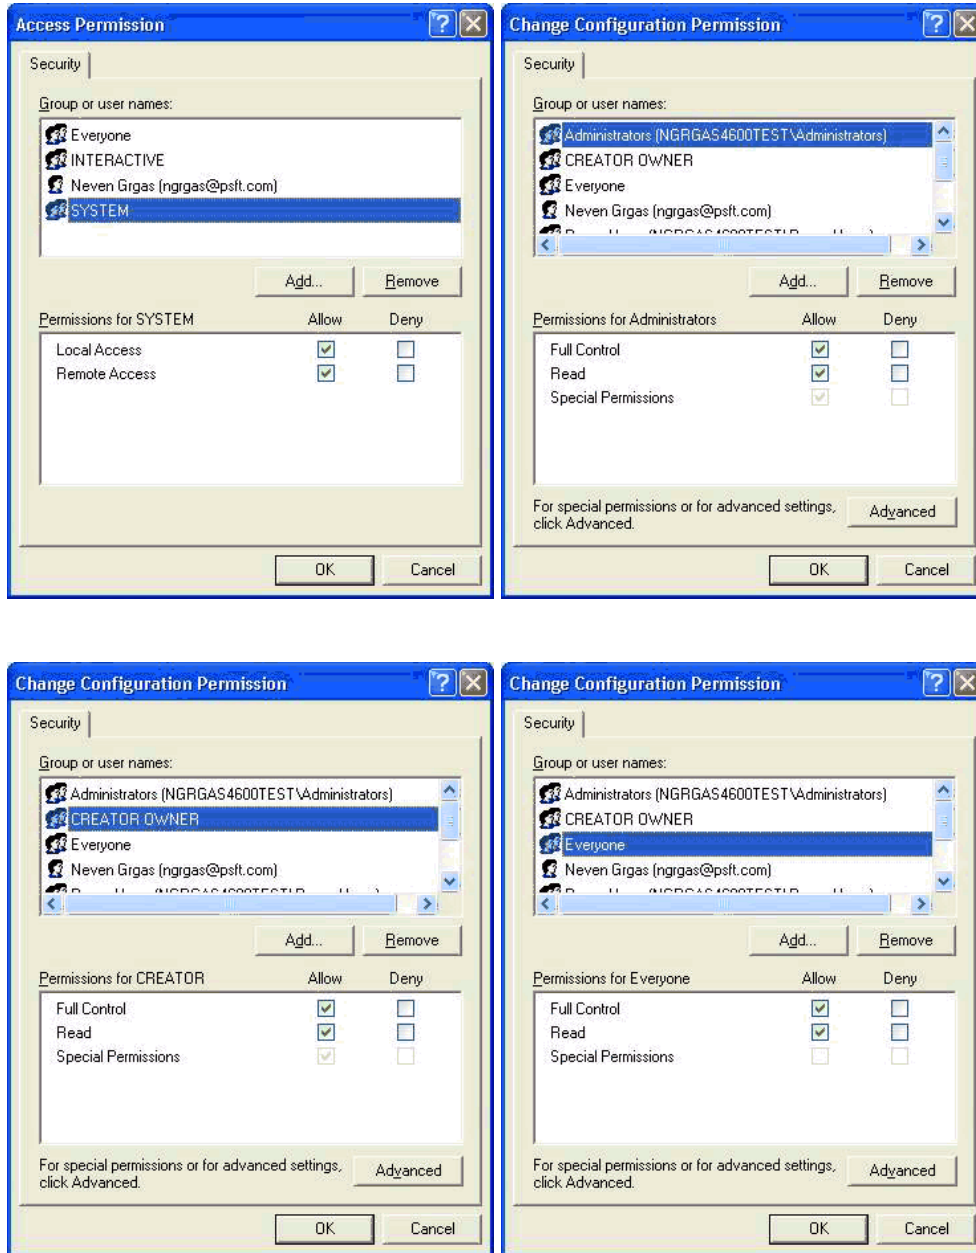 Access Permission
Security
Group or user names:
Everyone
INTERACTIVE
Neven Grgas (ngrgas@psft.com)
SYSTEM
Add...
Remove
Permissions for SYSTEM
Allow
Deny
Local Access
Remote Access
OK
Cancel
Change Configuration Permission
Security
Group or user names:
Administrators (NGRGAS4600TEST\Administrators)
CREATOR OWNER
Everyone
Neven Grgas (ngrgas@psft.com)
Add...
Remove
Permissions for Administrators
Allow
Deny
Full Control
Read
Special Permissions
For special permissions or for advanced settings,
click Advanced.
Advanced
OK
Cancel
Change Configuration Permission
Security
Group or user names:
Administrators (NGRGAS4600TEST\Administrators)
CREATOR OWNER
Everyone
Neven Grgas (ngrgas@psft.com)
Add...
Remove
Permissions for CREATOR
Allow
Deny
Full Control
Read
Special Permissions
For special permissions or for advanced settings,
click Advanced.
Advanced
OK
Cancel
Change Configuration Permission
Security
Group or user names:
Administrators (NGRGAS4600TEST\Administrators)
CREATOR OWNER
Everyone
Neven Grgas (ngrgas@psft.com)
Add...
Remove
Permissions for Everyone
Allow
Deny
Full Control
Read
Special Permissions
For special permissions or for advanced settings,
click Advanced.
Advanced
OK
Cancel